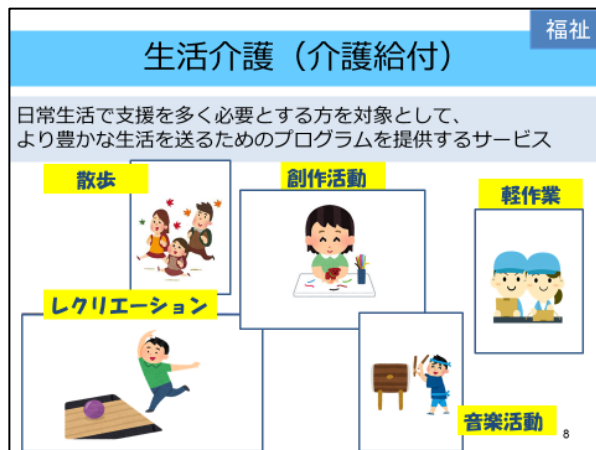 福祉
生活介護（介護給付）
日常生活で支援を多く必要とする方を対象として、
より豊かな生活を送るためのプログラムを提供するサービス
散歩
創作活動
軽作業
レクリエーション
音楽活動
8